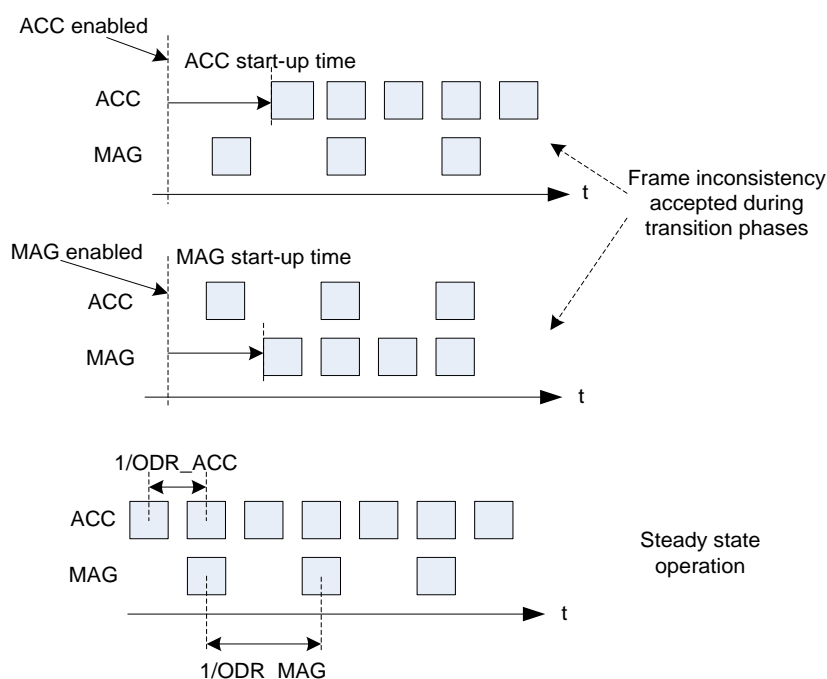 ACC enabled
ACC start-up time
ACC
MAG
t
Frame inconsistency
accepted during
transition phases
MAG enabled
MAG start-up time
ACC
MAG
t
1/ODR_ACC
ACC
MAG
Steady state
operation
t
1/ODR_MAG